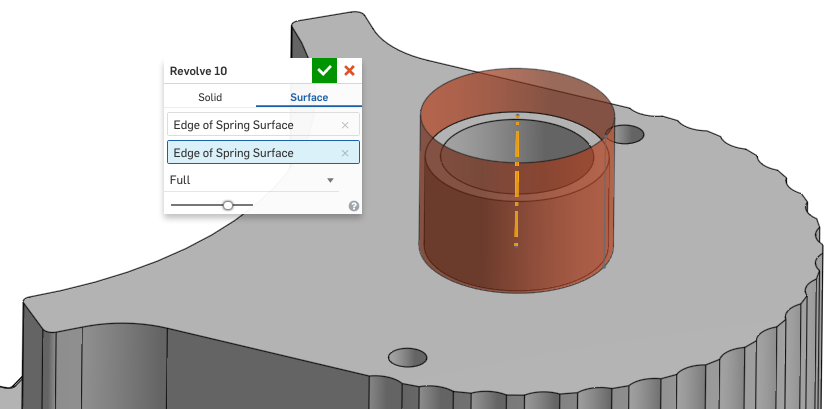 Revolve 10
Solid Surface
Edge of Spring Surface
Edge of Spring Surface
Full